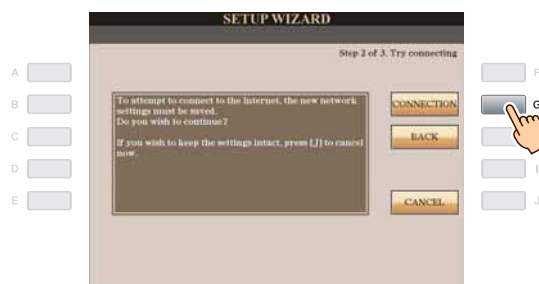 SETUP WIZARD
Step 2 of 3. Try connecting
A
B
C
D
E
To attempt to connect to the Internet, the new network
settings must be saved.
Do you wish to continue?
If you wish to keep the settings intact, press [J] to cancel
now.
CONNECTION
BACK
CANCEL
F
G
I
J